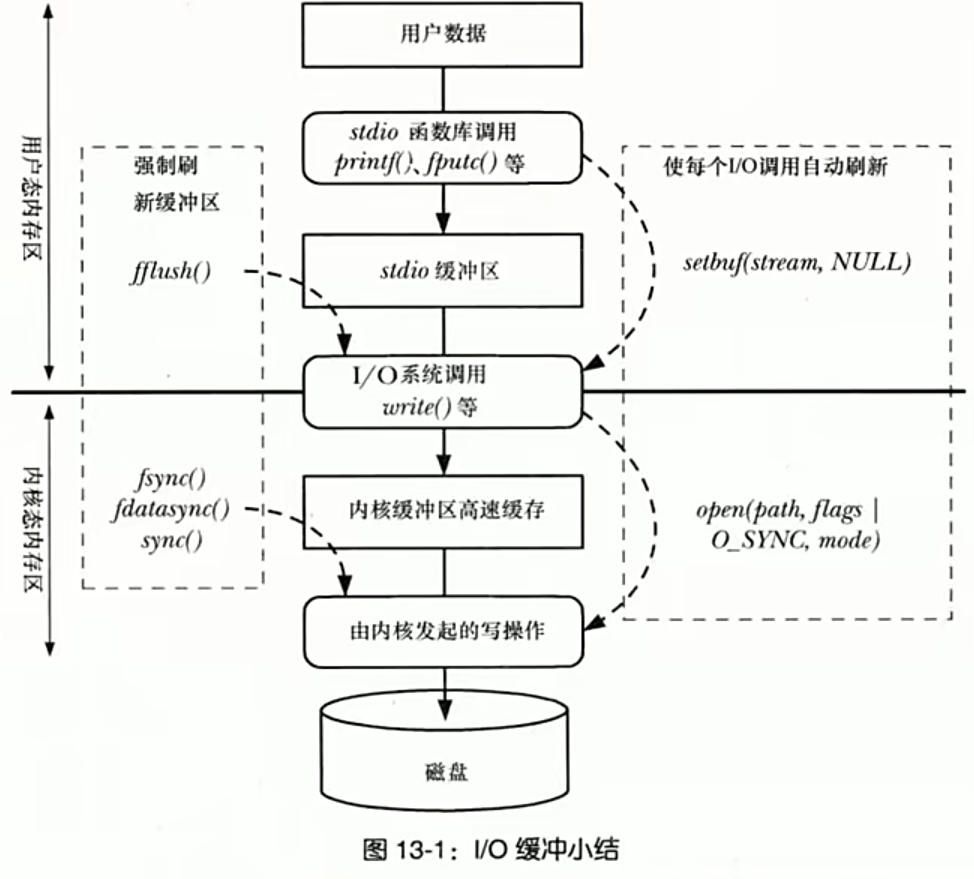 用户数据
stdio 函数库调用
printf()、fputc() 等
用户态内存区
强制刷
新缓冲区
fflush()
stdio 缓冲区
使每个I/O调用自动刷新
setbuf(stream, NULL)
I/O系统调用
write() 等
内核态内存区
fsync()
fdatasync()
sync()
内核缓冲区高速缓存
open(path, flags |
O_SYNC, mode)
由内核发起的写操作
磁盘
图 13-1：I/O 缓冲小结